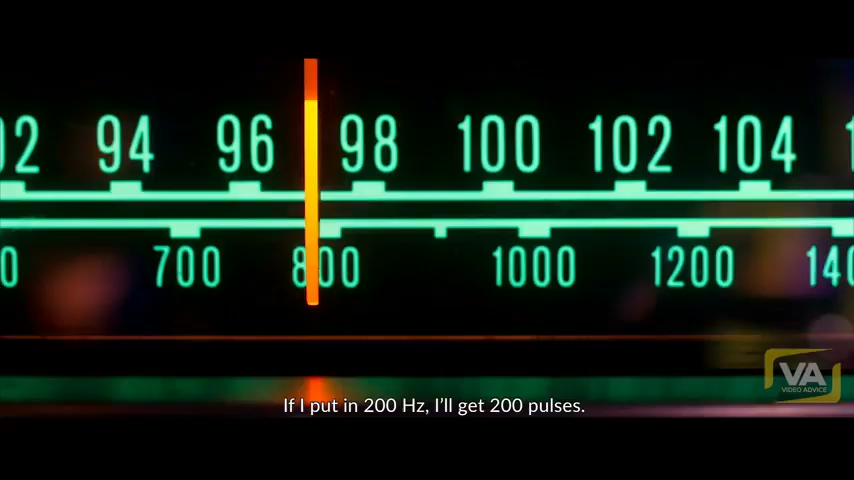 94 96 98 100 102 104
700 800 1000 1200
VA
VIDEO ADVICE
If I put in 200 Hz, I'll get 200 pulses.